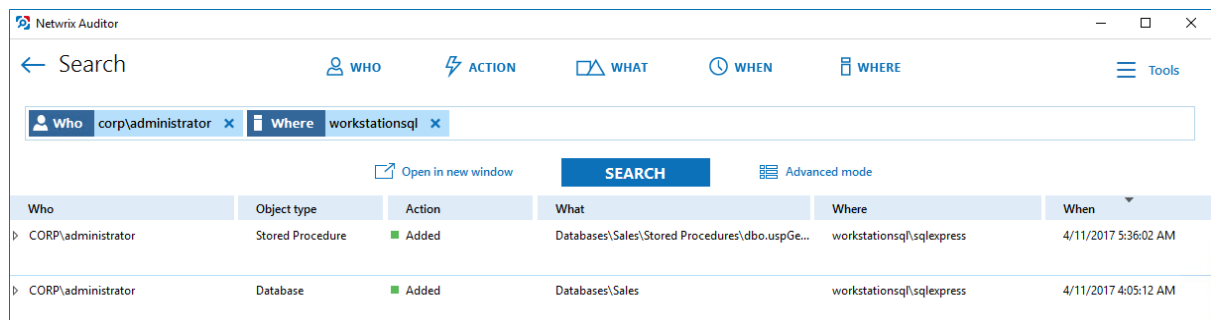 Netwrix Auditor
Search
WHO ACTION WHAT WHEN WHERE
Tools
Who corp\administrator Where workstationsql
Open in new window SEARCH Advanced mode
Who Object type Action What Where When
CORP\administrator Stored Procedure Added Databases\Sales\Stored Procedures\dbo.uspGe... workstationsql\sqlexpress 4/11/2017 5:36:02 AM
CORP\administrator Database Added Databases\Sales workstationsql\sqlexpress 4/11/2017 4:05:12 AM